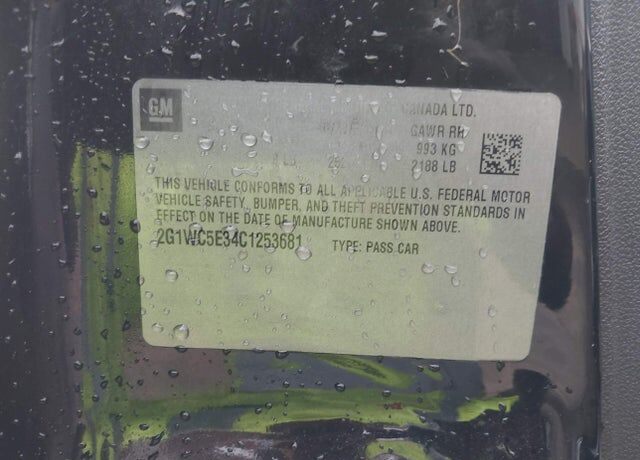 GM
CANADA LTD.
GAWR RR
993 KG
2188 LB
THIS VEHICLE CONFORMS TO ALL APPLICABLE U.S. FEDERAL MOTOR
VEHICLE SAFETY, BUMPER, AND THEFT PREVENTION STANDARDS IN
EFFECT ON THE DATE OF MANUFACTURE SHOWN ABOVE.
2G1WC5E34C1253681 TYPE: PASS CAR